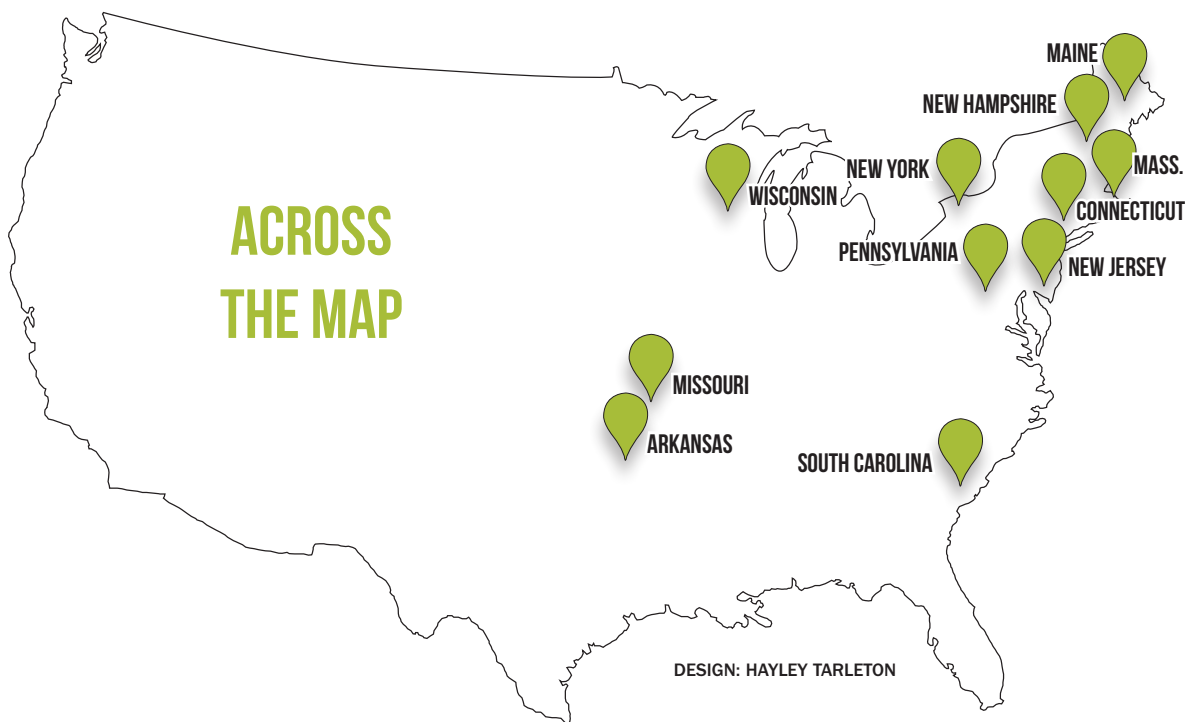 MAINE
NEW HAMPSHIRE
MASS.
NEW YORK
WISCONSIN
CONNECTICUT
ACROSS
THE MAP
PENNSYLVANIA
NEW JERSEY
MISSOURI
ARKANSAS
SOUTH CAROLINA
DESIGN: HAYLEY TARLETON